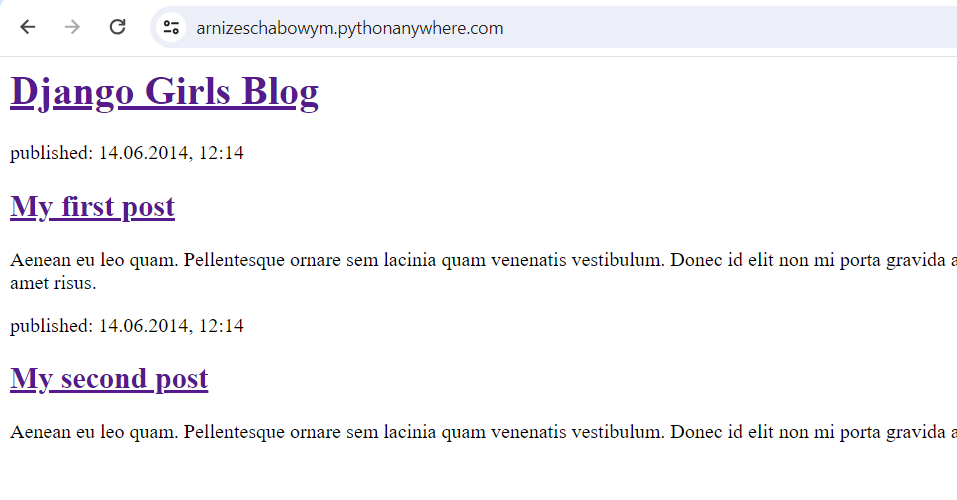 arnizeschabowym.pythonanywhere.com
Django Girls Blog
published: 14.06.2014, 12:14
My first post
Aenean eu leo quam. Pellentesque ornare sem lacinia quam venenatis vestibulum. Donec id elit non mi porta gravida a
amet risus.
published: 14.06.2014, 12:14
My second post
Aenean eu leo quam. Pellentesque ornare sem lacinia quam venenatis vestibulum. Donec id elit non mi porta gravida a